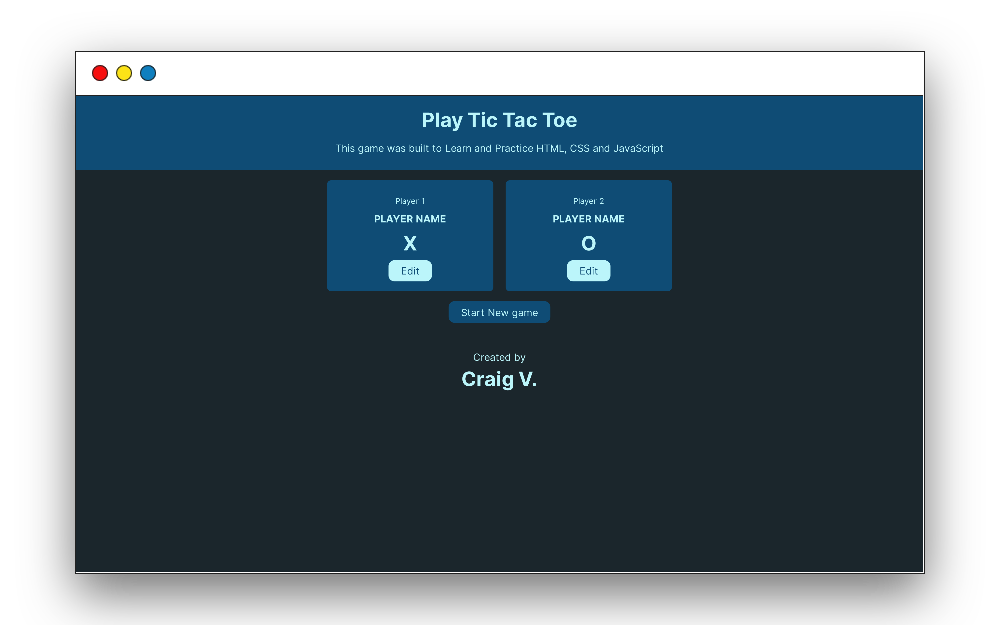 Play Tic Tac Toe
This game was built to Learn and Practice HTML, CSS and JavaScript
Player 1
PLAYER NAME
X
Edit
Player 2
PLAYER NAME
O
Edit
Start New game
Created by
Craig V.